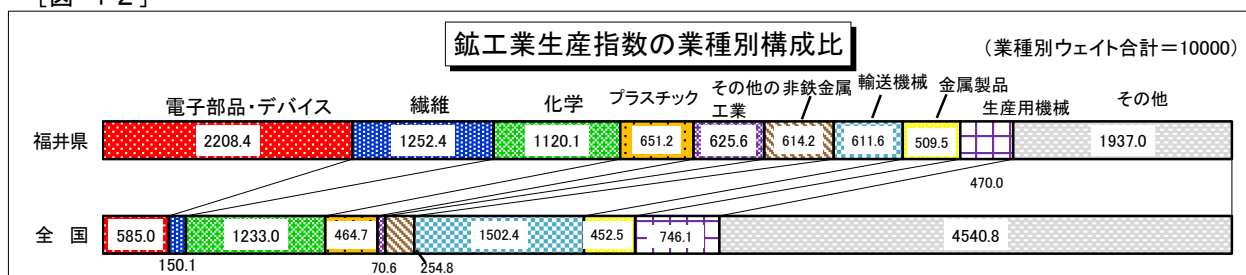 [図 12]
鉱工業生産指数の業種別構成比
(業種別ウェイト合計=10000)
電子部品・デバイス 繊維 化学 プラスチック その他の工業 非鉄金属 輸送機械 金属製品 生産用機械 その他
福井県 2208.4 1252.4 1120.1 651.2 625.6 614.2 611.6 509.5 470.0 1937.0
全国 585.0 150.1 1233.0 464.7 70.6 254.8 1502.4 452.5 746.1 4540.8